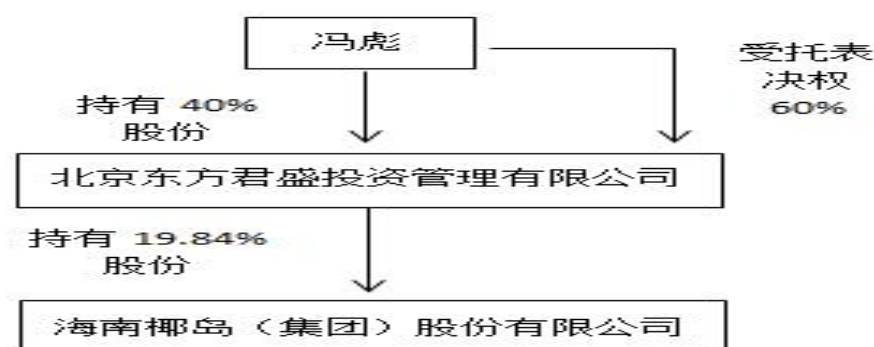 冯彪
受托表
决权
60%
持有 40%
股份
北京东方君盛投资管理有限公司
持有 19.84%
股份
海南椰岛（集团）股份有限公司